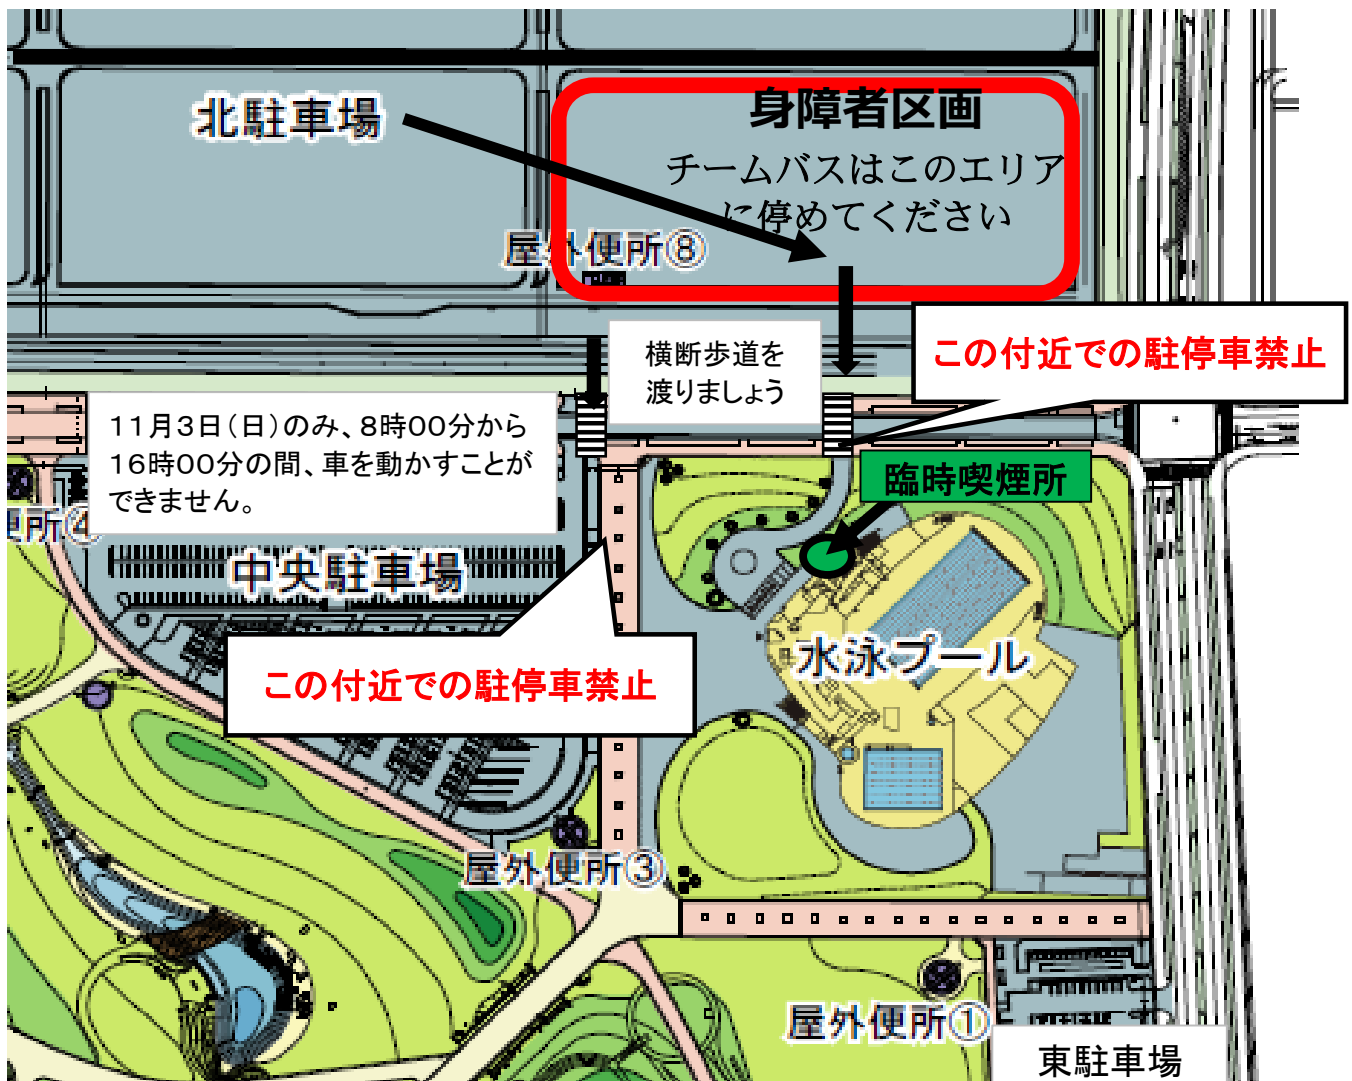 北駐車場
身障者区画
チームバスはこのエリア
に停めてください
屋外便所⑧
横断歩道を
渡りましょう
この付近での駐停車禁止
11月3日(日)のみ、8時00分から
16時00分の間、車を動かすことが
できません。
臨時喫煙所
便所④
中央駐車場
水泳プール
この付近での駐停車禁止
屋外便所③
屋外便所①
東駐車場